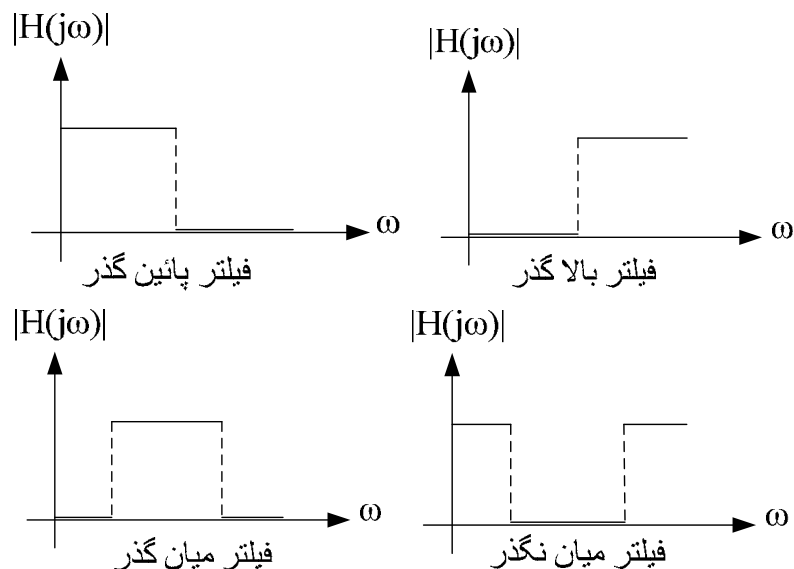 |H(jω)|
ω
فیلتر پائین گذر
|H(jω)|
ω
فیلتر بالا گذر
|H(jω)|
ω
فیلتر میان گذر
|H(jω)|
ω
فیلتر میان نگذر